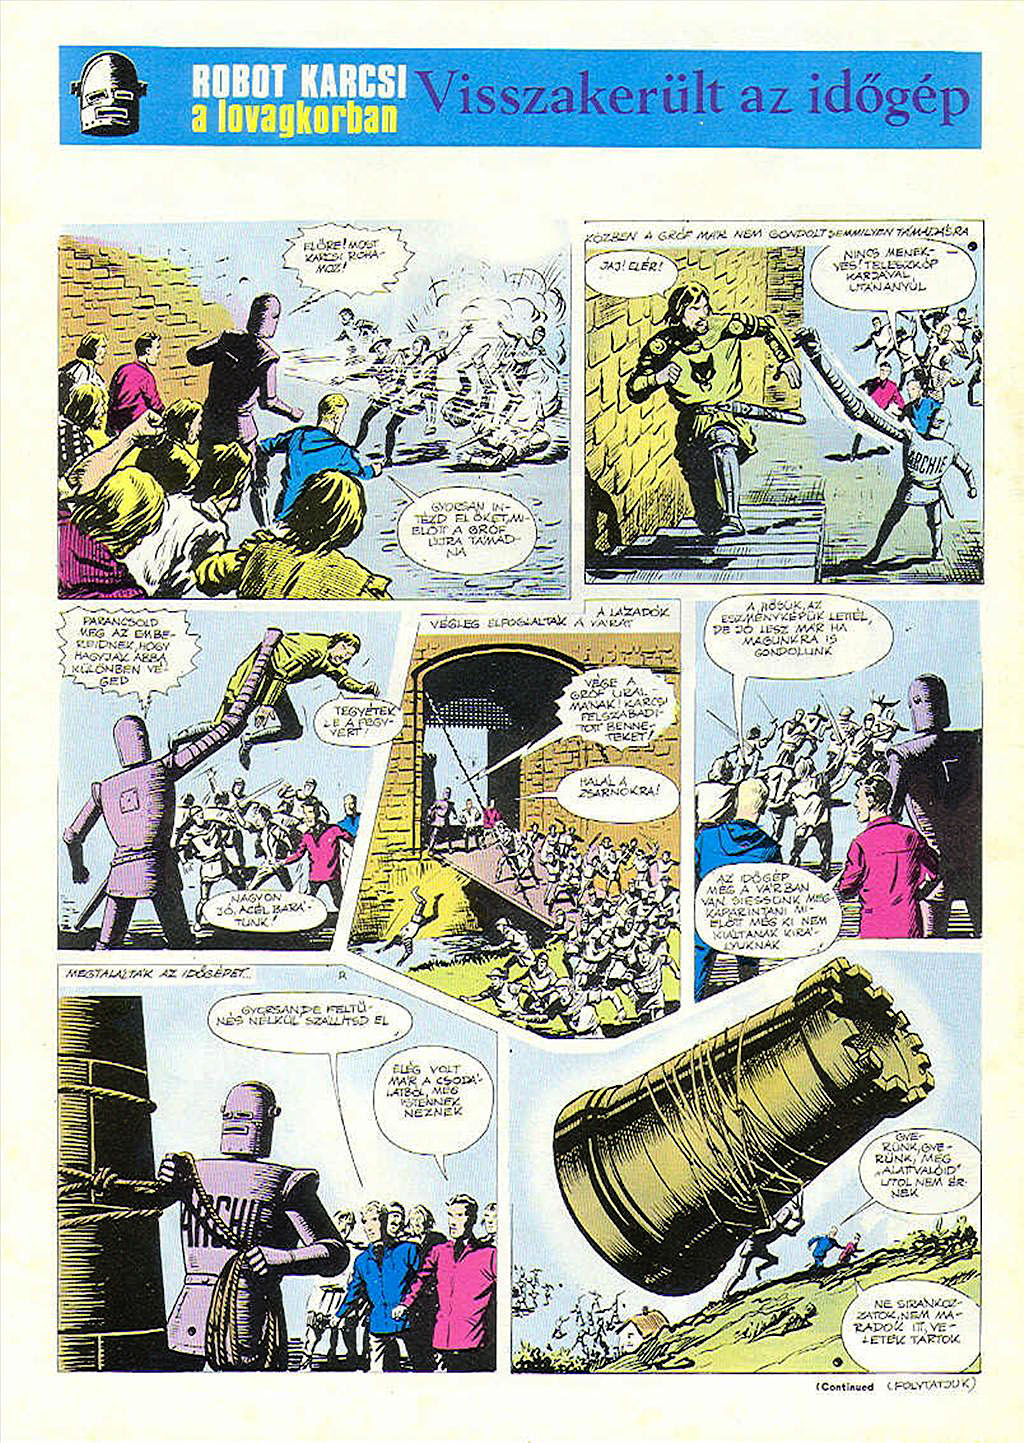 ROBOT KARCSI
a lovagkorban
Visszakerült az időgép
ELŐRE! MOST
KARCSI ROHA-
MOZ!
GYORSAN IN-
TÉZD EL ŐKET, MI-
ELŐTT A GRÓF
ÚJRA TÁMAD-
NA
KÖZBEN A GRÓF MÁR NEM GONDOLT SEMMILYEN TÁMADÁSRA
JAJ! ELÉR!
NINCS MENEK-
VÉS! TELESZKÓP
KARJÁVAL
UTÁNANYÚL
ARCHIE
PARANCSOLD
MEG AZ EMBE-
REIDNEK, HOGY
HAGYJÁK ABBA
KÜLÖNBEN VÉ-
GED
TEGYÉTEK
LE A FEGY-
VERT!
NAGYON
JÓ, ACÉL BARÁ-
TUNK!
A LÁZADÓK
VÉGLEG ELFOGLALTÁK A VÁRAT
VÉGE A
GRÓF URAL-
MÁNAK! KARCSI
FELSZABADÍ-
TOTT BENNE-
TEKET!
HALÁL A
ZSARNOKRA!
A HŐSÜK, AZ
ESZMÉNYKÉPÜK LETTÉL,
DE JÓ LESZ MÁR HA
MAGUNKRA IS
GONDOLUNK
AZ IDŐGÉP
MÉG A VÁRBAN
VAN SIESSÜNK MEG-
KAPARINTANI MI-
ELŐTT MÉG KI NEM
KIÁLTANAK KIRÁ-
LYUKNAK
MEGTALÁLTÁK AZ IDŐGÉPET...
GYORSAN, DE FELTŰ-
NÉS NÉLKÜL SZÁLLÍTSD EL
ELÉG VOLT
MÁR A CSODÁ-
LATBÓL MÉG
ISTENNEK
NÉZNEK
ARCHIE
GYE-
RÜNK, GYE-
RÜNK, MÉG
„ALATTVALÓID"
UTOL NEM ÉR-
NEK
NE SIRÁNKOZ-
ZATOK, NEM MA-
RADOK ITT, VE-
LETEK TARTOK
(Continued (FOLYTATJUK)